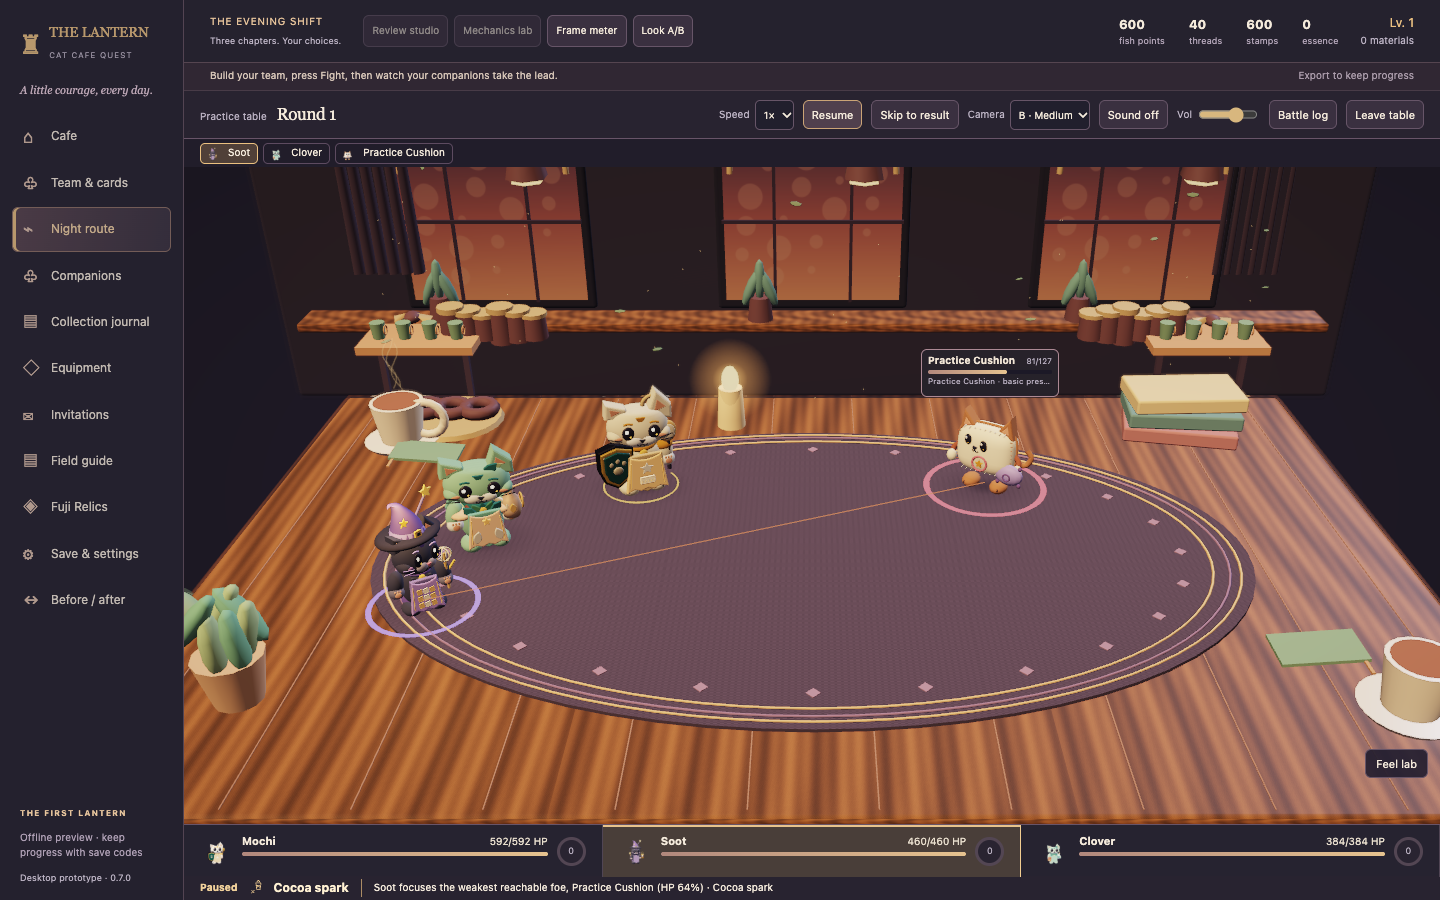 THE LANTERN
CAT CAFE QUEST
A little courage, every day.
Cafe
Team & cards
Night route
Companions
Collection journal
Equipment
Invitations
Field guide
Fuji Relics
Save & settings
Before / after
THE FIRST LANTERN
Offline preview · keep
progress with save codes
Desktop prototype · 0.7.0
THE EVENING SHIFT
Three chapters. Your choices.
Review studio
Mechanics lab
Frame meter
Look A/B
600
fish points
40
threads
600
stamps
0
essence
Lv. 1
0 materials
Build your team, press Fight, then watch your companions take the lead.
Export to keep progress
Practice table
Round 1
Speed
1×
Resume
Skip to result
Camera
B · Medium
Sound off
Vol
Battle log
Leave table
Soot
Clover
Practice Cushion
Practice Cushion 81/127
Practice Cushion · basic pres...
Feel lab
Mochi 592/592 HP
0
Soot 460/460 HP
0
Clover 384/384 HP
0
Paused
Cocoa spark
Soot focuses the weakest reachable foe, Practice Cushion (HP 64%) · Cocoa spark